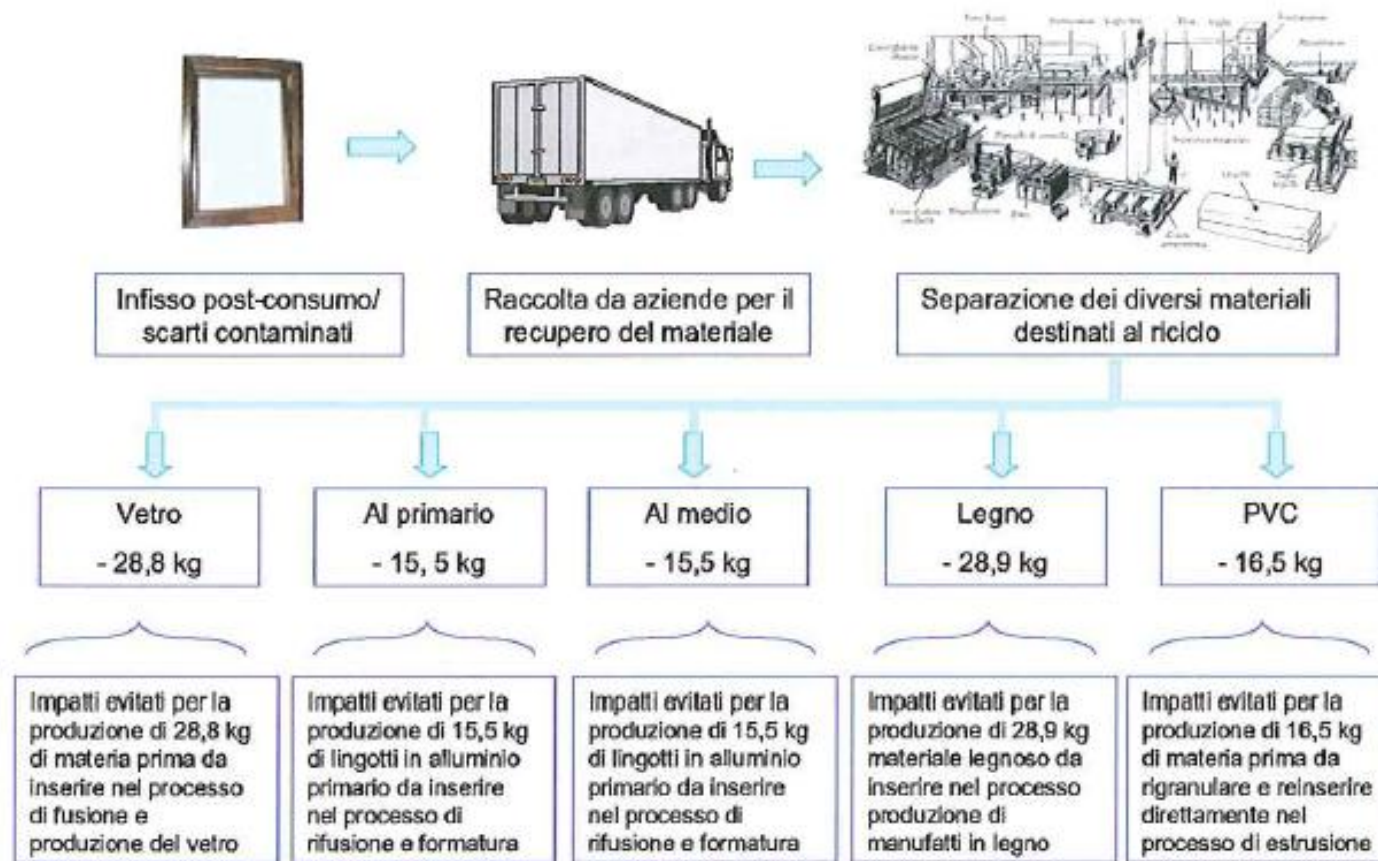 Infisso post-consumo/
scarti contaminati
Raccolta da aziende per il
recupero del materiale
Separazione dei diversi materiali
destinati al riciclo
Vetro
- 28,8 kg
Al primario
- 15, 5 kg
Al medio
- 15,5 kg
Legno
- 28,9 kg
PVC
- 16,5 kg
Impatti evitati per la
produzione di 28,8 kg
di materia prima da
inserire nel processo
di fusione e
produzione del vetro
Impatti evitati per la
produzione di 15,5 kg
di lingotti in alluminio
primario da inserire
nel processo di
rifusione e formatura
Impatti evitati per la
produzione di 15,5 kg
di lingotti in alluminio
primario da inserire
nel processo di
rifusione e formatura
Impatti evitati per la
produzione di 28,9 kg
materiale legnoso da
inserire nel processo
produzione di
manufatti in legno
Impatti evitati per la
produzione di 16,5 kg
di materia prima da
rigranulare e reinserire
direttamente nel
processo di estrusione